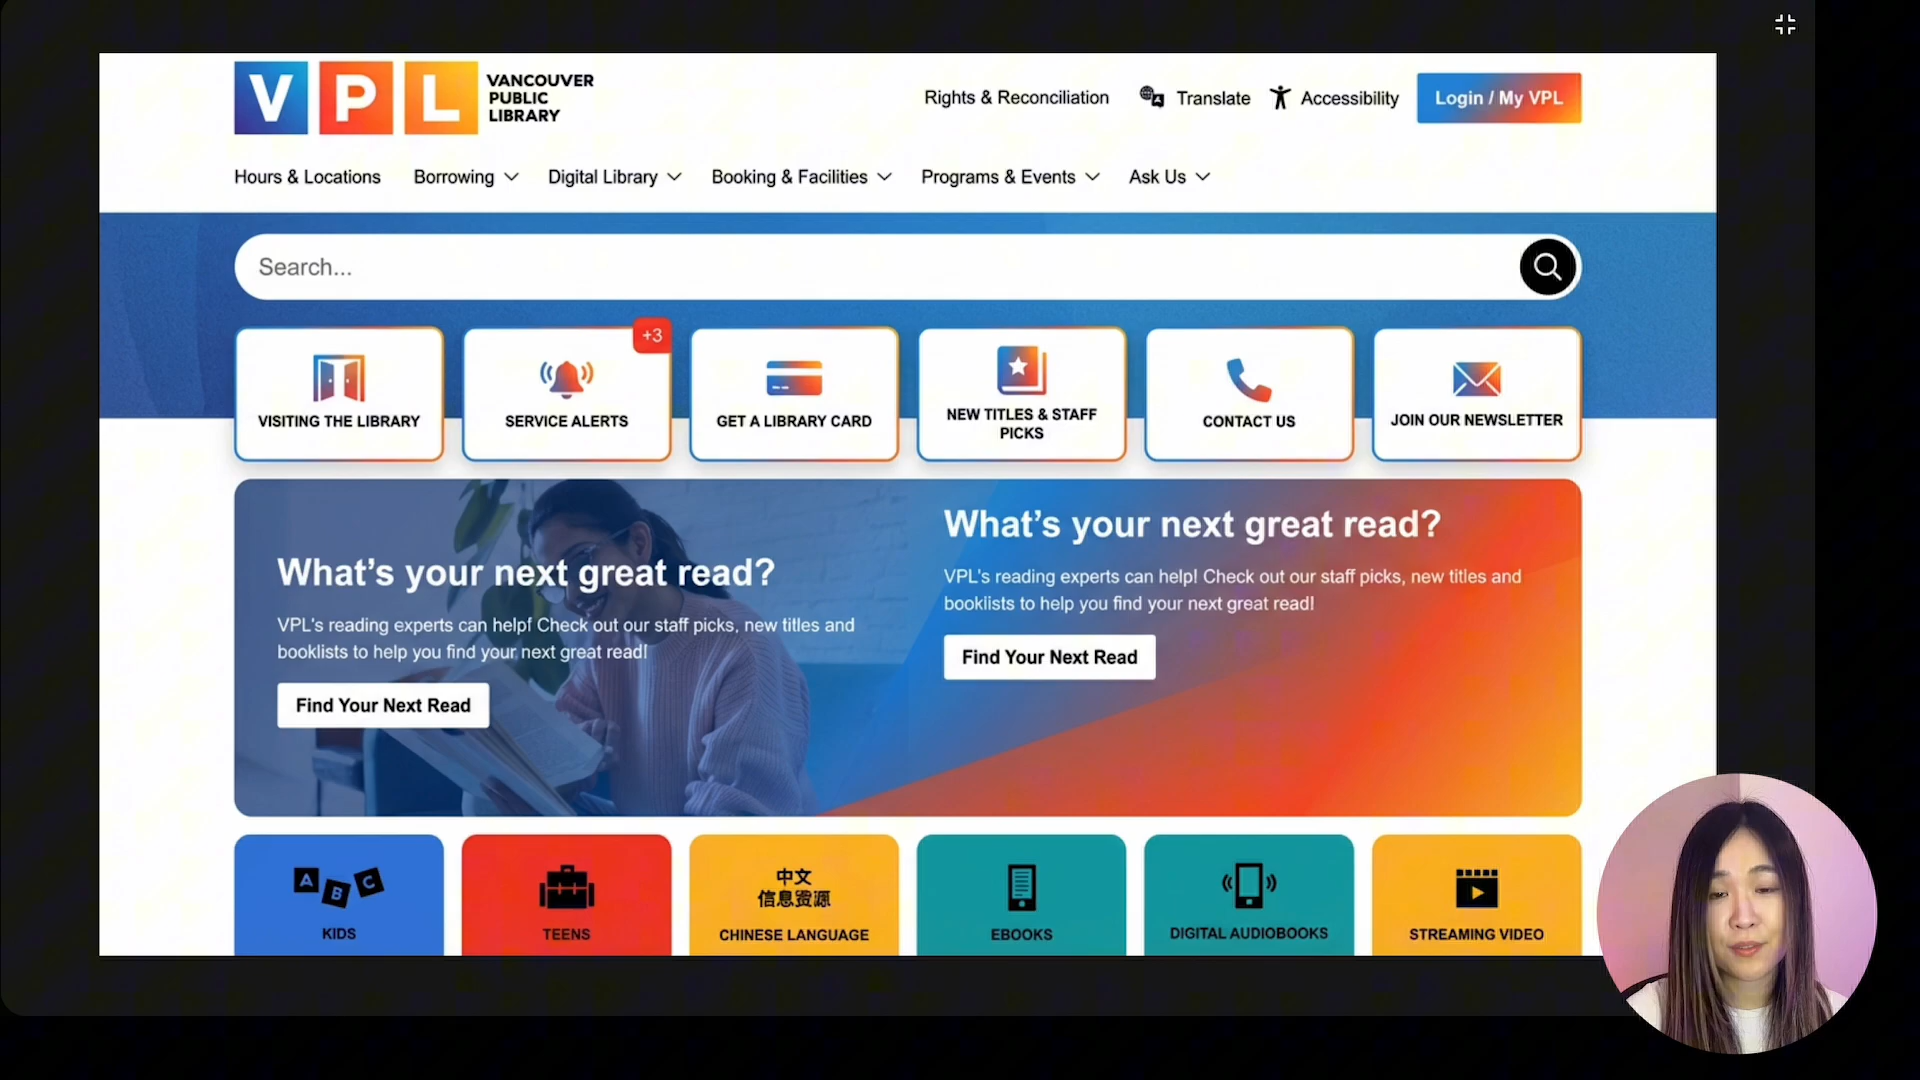 V P L
VANCOUVER
PUBLIC
LIBRARY
Rights & Reconciliation
Translate
Accessibility
Login / My VPL
Hours & Locations
Borrowing
Digital Library
Booking & Facilities
Programs & Events
Ask Us
Search...
VISITING THE LIBRARY
+3
SERVICE ALERTS
GET A LIBRARY CARD
NEW TITLES & STAFF
PICKS
CONTACT US
JOIN OUR NEWSLETTER
What's your next great read?
VPL's reading experts can help! Check out our staff picks, new titles and
booklists to help you find your next great read!
Find Your Next Read
What's your next great read?
VPL's reading experts can help! Check out our staff picks, new titles and
booklists to help you find your next great read!
Find Your Next Read
A B C
KIDS
TEENS
中文
信息资源
CHINESE LANGUAGE
EBOOKS
DIGITAL AUDIOBOOKS
STREAMING VIDEO